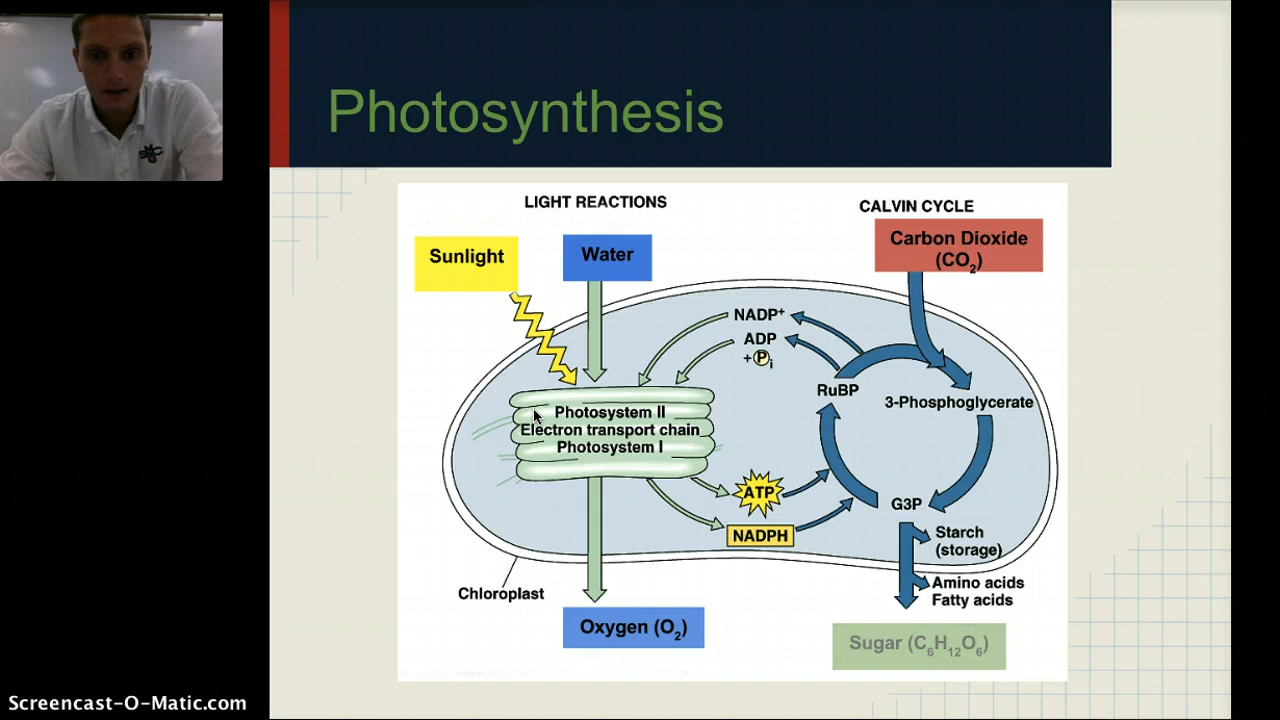 Photosynthesis
LIGHT REACTIONS
CALVIN CYCLE
Sunlight
Water
Carbon Dioxide
(CO₂)
NADP⁺
ADP
+ Pi
RuBP
3-Phosphoglycerate
Photosystem II
Electron transport chain
Photosystem I
ATP
NADPH
G3P
Starch
(storage)
Amino acids
Fatty acids
Chloroplast
Oxygen (O₂)
Sugar (C₆H₁₂O₆)
Screencast-O-Matic.com